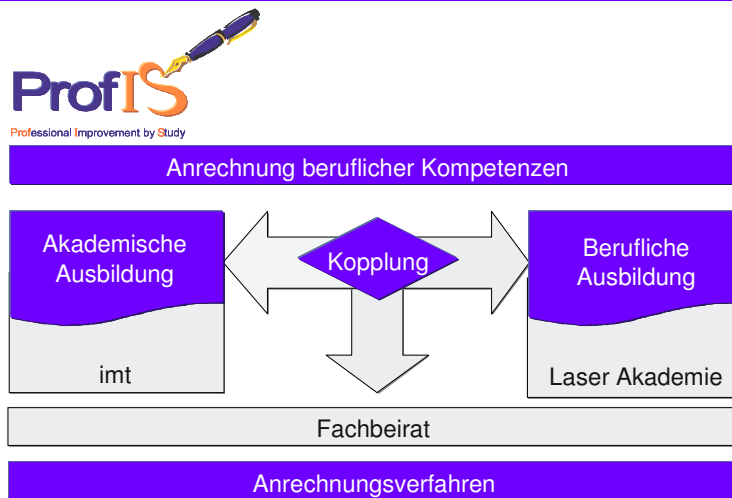 ProfIS
Professional Improvement by Study
Anrechnung beruflicher Kompetenzen
Akademische
Ausbildung
imt
Kopplung
Berufliche
Ausbildung
Laser Akademie
Fachbeirat
Anrechnungsverfahren